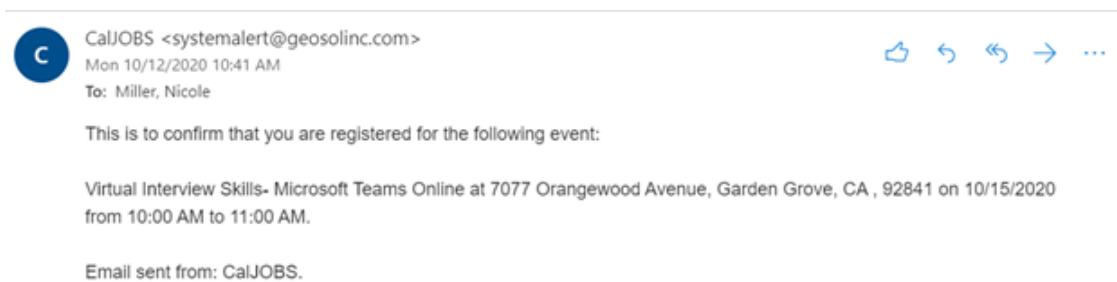 C
CalJOBS <systemalert@geosolinc.com>
Mon 10/12/2020 10:41 AM
To: Miller, Nicole
This is to confirm that you are registered for the following event:
Virtual Interview Skills- Microsoft Teams Online at 7077 Orangewood Avenue, Garden Grove, CA , 92841 on 10/15/2020
from 10:00 AM to 11:00 AM.
Email sent from: CalJOBS.